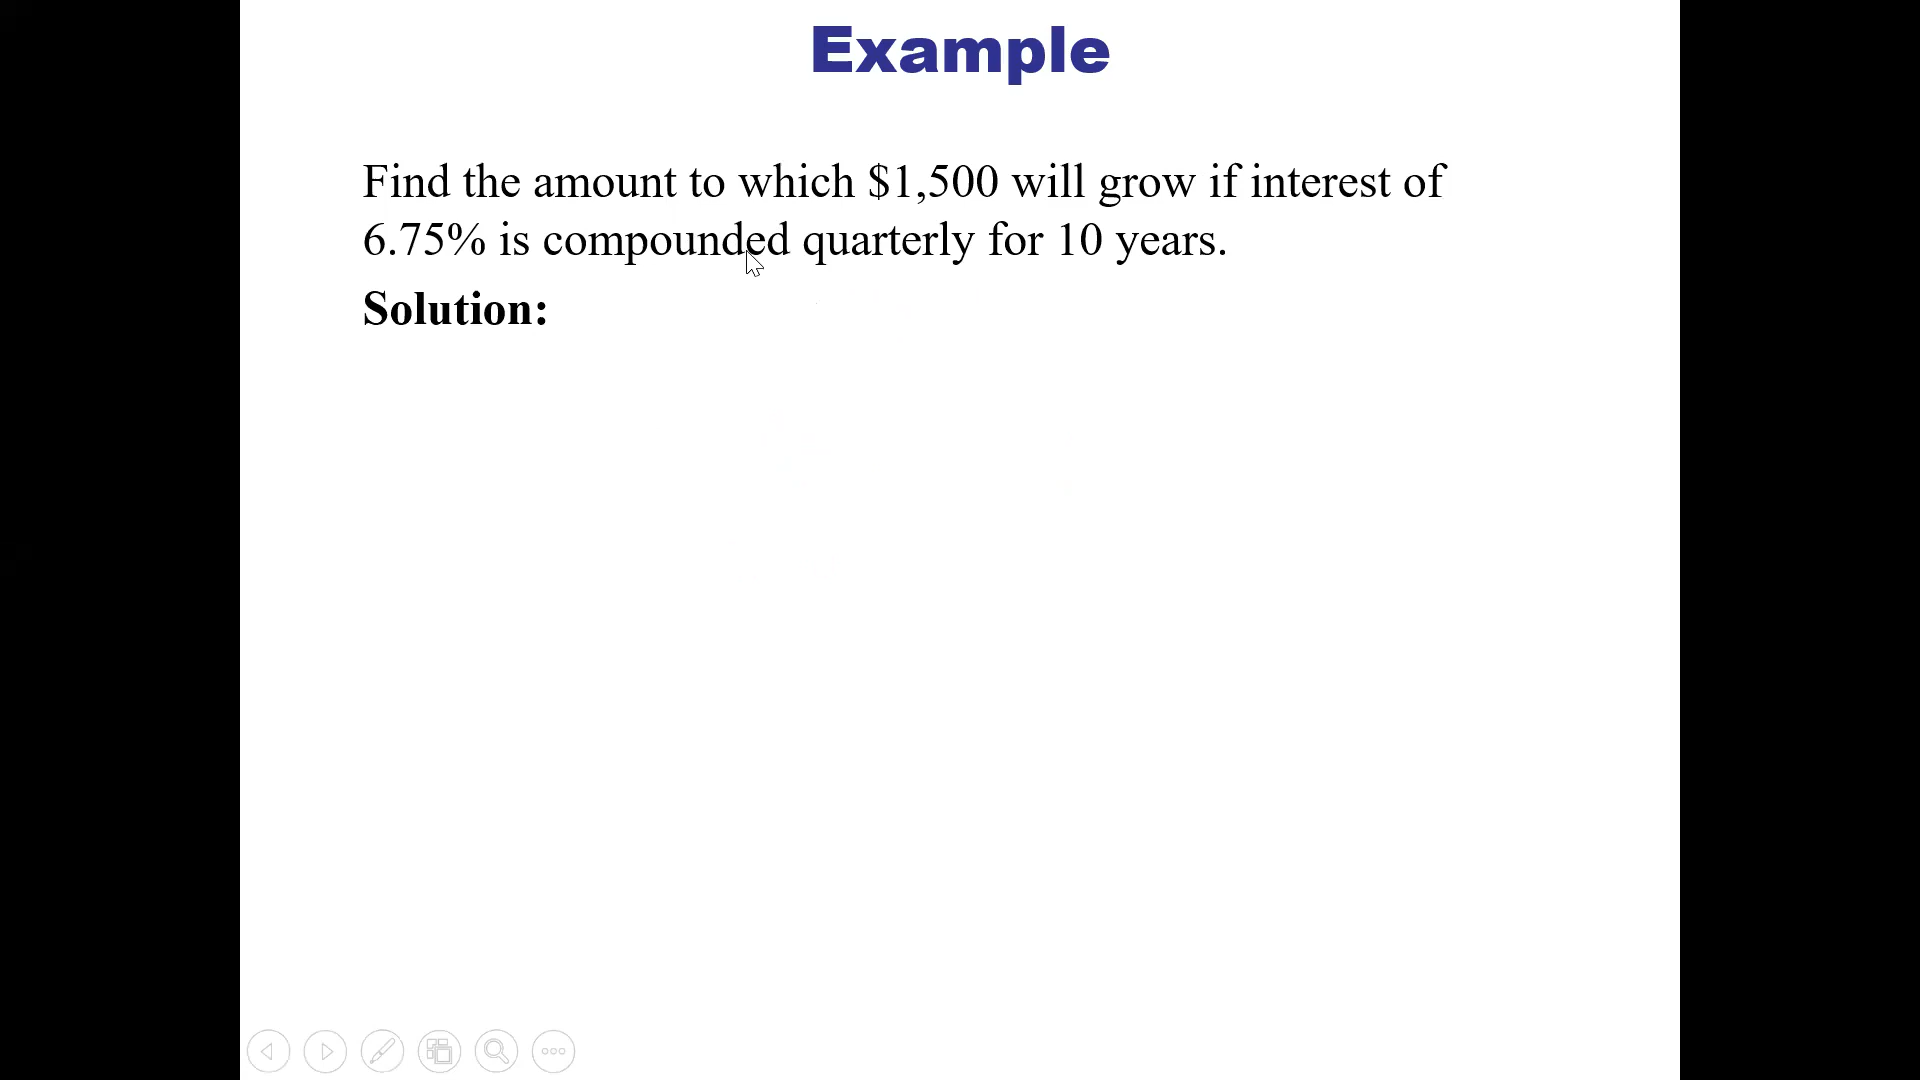 Example
Find the amount to which $1,500 will grow if interest of
6.75% is compounded quarterly for 10 years.
Solution: